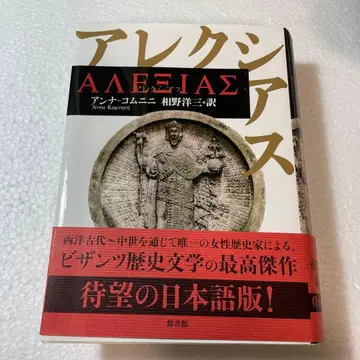 アレクシアス
ΑΛΕΞΙΑΣ
アンナ・コムニニ 相野洋三・訳
Άννα Κομνηνή
西洋古代～中世を通じて唯一の女性歴史家による、
ビザンツ歴史文学の最高傑作
待望の日本語版!
悠書館